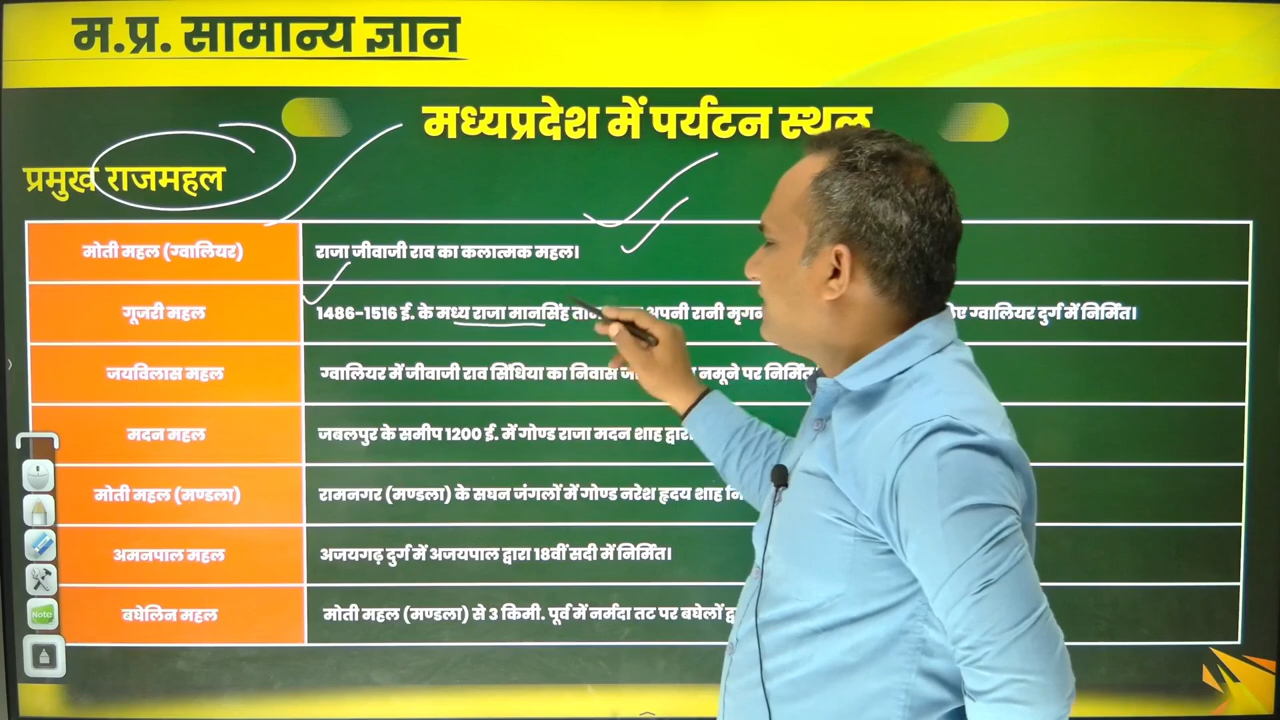 म.प्र. सामान्य ज्ञान
मध्यप्रदेश में पर्यटन स्थल
प्रमुख राजमहल
मोती महल (ग्वालियर) राजा जीवाजी राव का कलात्मक महल।
गूजरी महल 1486-1516 ई. के मध्य राजा मानसिंह अपनी रानी ग्वालियर दुर्ग में निर्मित।
जयविलास महल ग्वालियर में जीवाजी राव सिंधिया का निवास नमूने पर निर्मित
मदन महल जबलपुर के समीप 1200 ई. में गोण्ड राजा मदन शाह द्वारा
मोती महल (मण्डला) रामनगर (मण्डला) के सघन जंगलों में गोण्ड नरेश हृदय शाह
अमनपाल महल अजयगढ़ दुर्ग में अजयपाल द्वारा 18वीं सदी में निर्मित।
बघेलिन महल मोती महल (मण्डला) से 3 किमी. पूर्व में नर्मदा तट पर बघेलों
Note